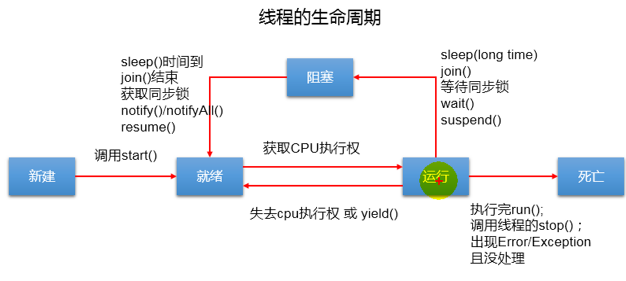 线程的生命周期
sleep()时间到
join()结束
获取同步锁
notify()/notifyAll()
resume()
阻塞
sleep(long time)
join()
等待同步锁
wait()
suspend()
新建
调用start()
就绪
获取CPU执行权
失去cpu执行权 或 yield()
运行
死亡
执行完run();
调用线程的stop()；
出现Error/Exception
且没处理